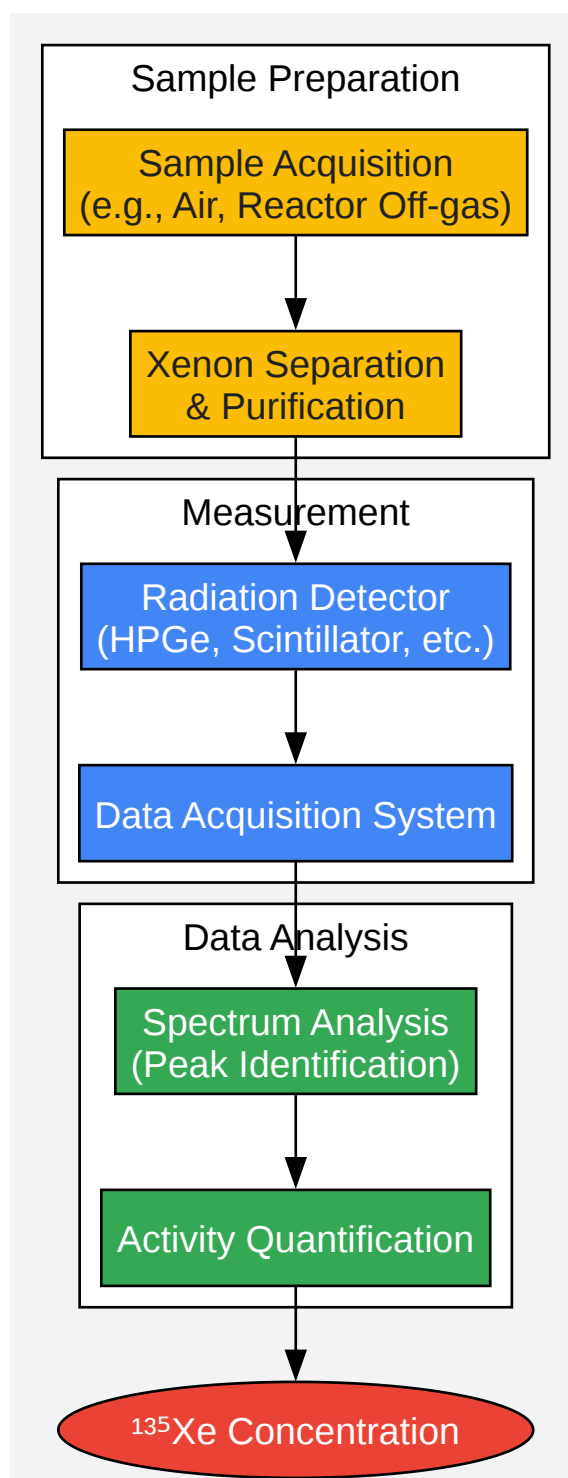 Sample Preparation
Sample Acquisition
(e.g., Air, Reactor Off-gas)
Xenon Separation
& Purification
Measurement
Radiation Detector
(HPGe, Scintillator, etc.)
Data Acquisition System
Data Analysis
Spectrum Analysis
(Peak Identification)
Activity Quantification
¹³⁵Xe Concentration